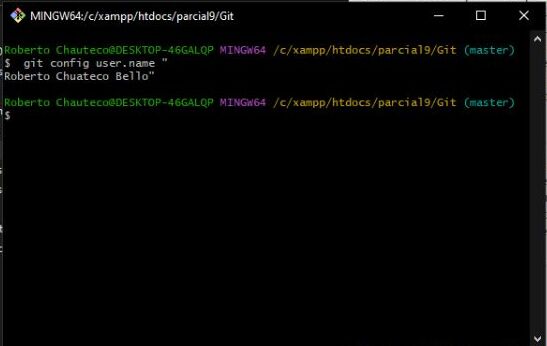 MINGW64:/c/xampp/htdocs/parcial9/Git
Roberto Chauteco@DESKTOP-46GALQP MINGW64 /c/xampp/htdocs/parcial9/Git (master)
$  git config user.name "
Roberto Chuateco Bello"
Roberto Chauteco@DESKTOP-46GALQP MINGW64 /c/xampp/htdocs/parcial9/Git (master)
$